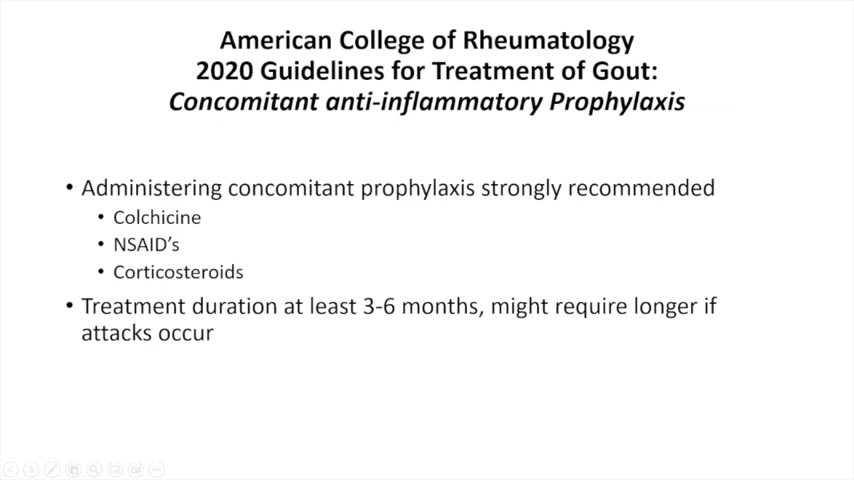 American College of Rheumatology
2020 Guidelines for Treatment of Gout:
Concomitant anti-inflammatory Prophylaxis
• Administering concomitant prophylaxis strongly recommended
• Colchicine
• NSAID's
• Corticosteroids
• Treatment duration at least 3-6 months, might require longer if
attacks occur